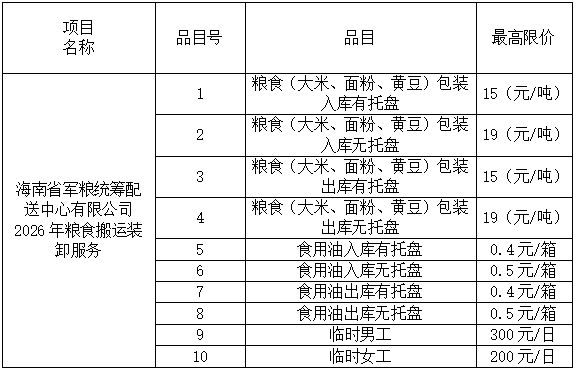 项目
名称
品目号
品目
最高限价
海南省军粮统筹配
送中心有限公司
2026年粮食搬运装
卸服务
1
粮食（大米、面粉、黄豆）包装
入库有托盘
15（元/吨）
2
粮食（大米、面粉、黄豆）包装
入库无托盘
19（元/吨）
3
粮食（大米、面粉、黄豆）包装
出库有托盘
15（元/吨）
4
粮食（大米、面粉、黄豆）包装
出库无托盘
19（元/吨）
5
食用油入库有托盘
0.4元/箱
6
食用油入库无托盘
0.5元/箱
7
食用油出库有托盘
0.4元/箱
8
食用油出库无托盘
0.5元/箱
9
临时男工
300元/日
10
临时女工
200元/日